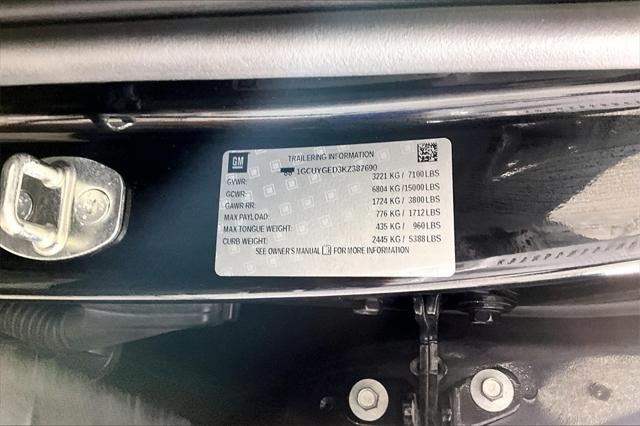 GM
TRAILERING INFORMATION
1GCUYGED3KZ387690
GVWR: 3221 KG / 7100 LBS
GCWR: 6804 KG / 15000 LBS
GAWR RR: 1724 KG / 3800 LBS
MAX PAYLOAD: 776 KG / 1712 LBS
MAX TONGUE WEIGHT: 435 KG / 960 LBS
CURB WEIGHT: 2445 KG / 5388 LBS
SEE OWNER'S MANUAL FOR MORE INFORMATION